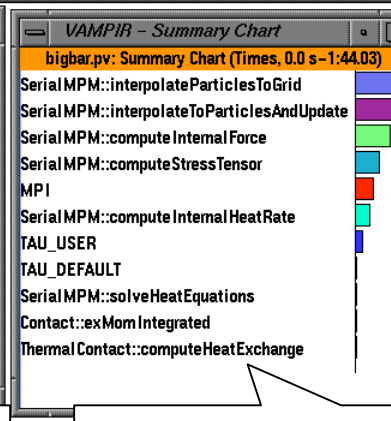 VAMPIR - Summary Chart
bigbar.pv: Summary Chart (Times, 0.0 s-1:44.03)
SerialMPM::interpolateParticlesToGrid
SerialMPM::interpolateToParticlesAndUpdate
SerialMPM::computeInternalForce
SerialMPM::computeStressTensor
MPI
SerialMPM::computeInternalHeatRate
TAU_USER
TAU_DEFAULT
SerialMPM::solveHeatEquations
Contact::exMomIntegrated
ThermalContact::computeHeatExchange